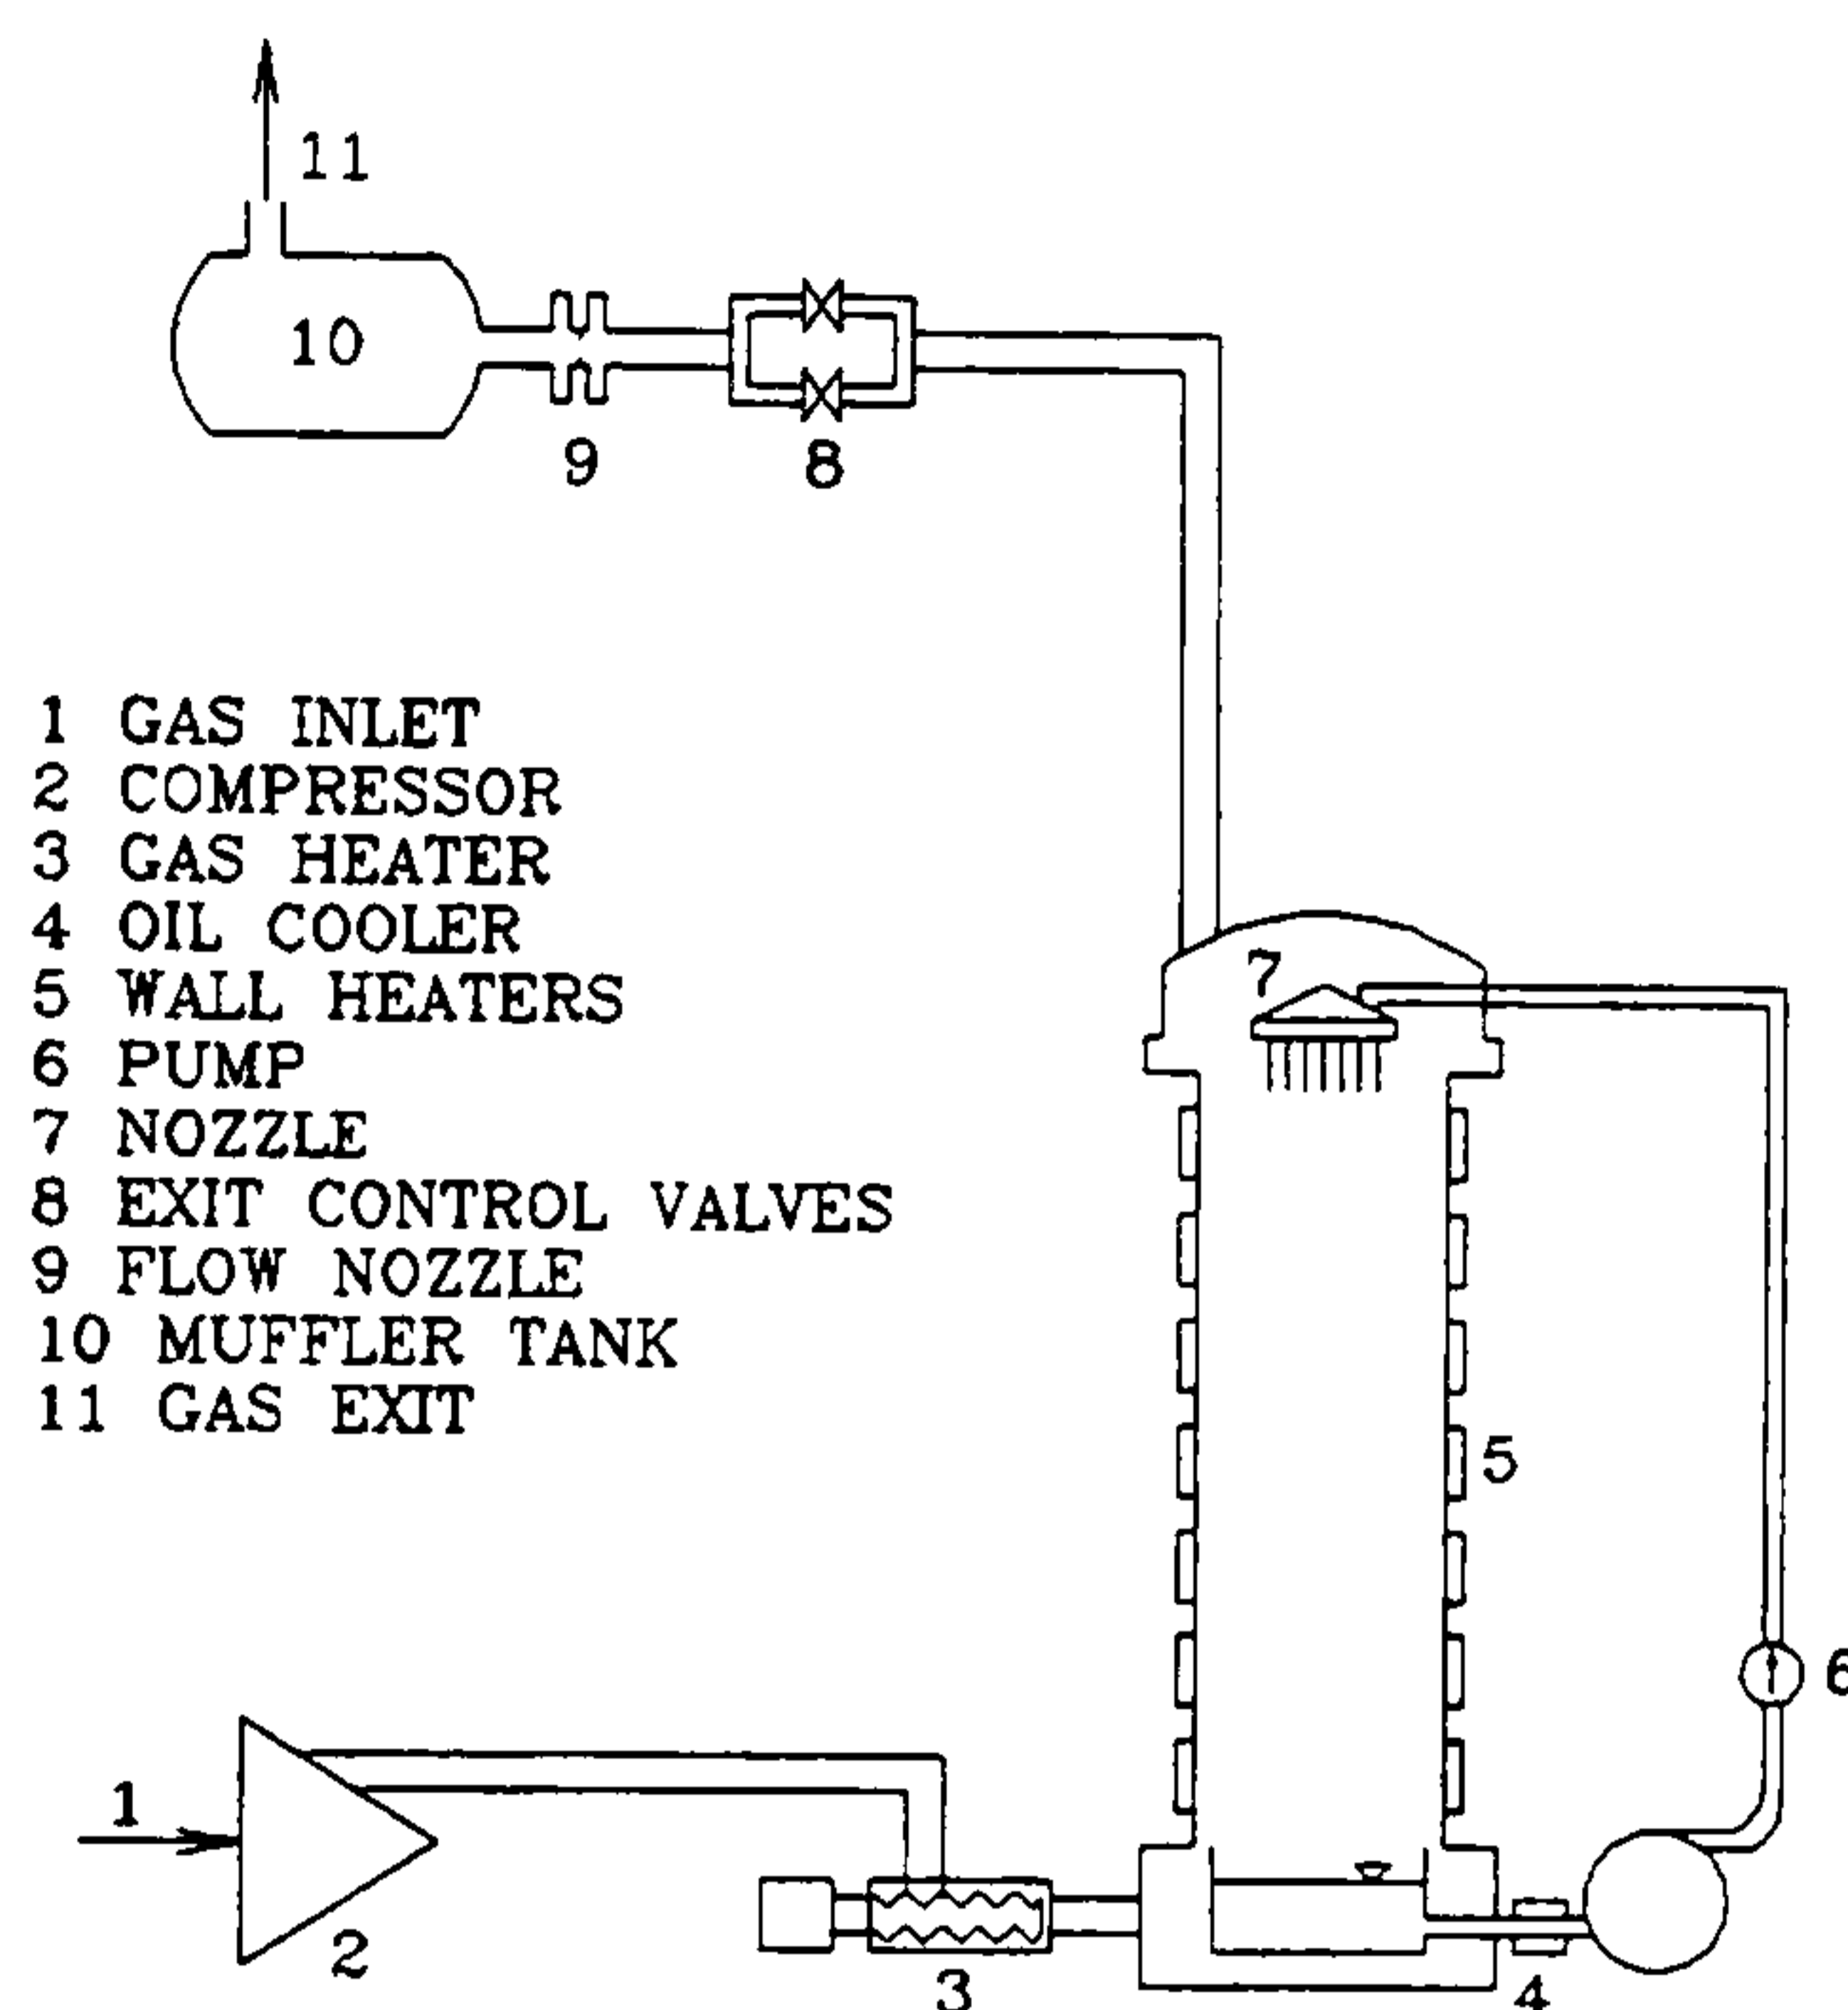 11
10
9
8
1 GAS INLET
2 COMPRESSOR
3 GAS HEATER
4 OIL COOLER
5 WALL HEATERS
6 PUMP
7 NOZZLE
8 EXIT CONTROL VALVES
9 FLOW NOZZLE
10 MUFFLER TANK
11 GAS EXIT
7
5
6
1
2
3
4